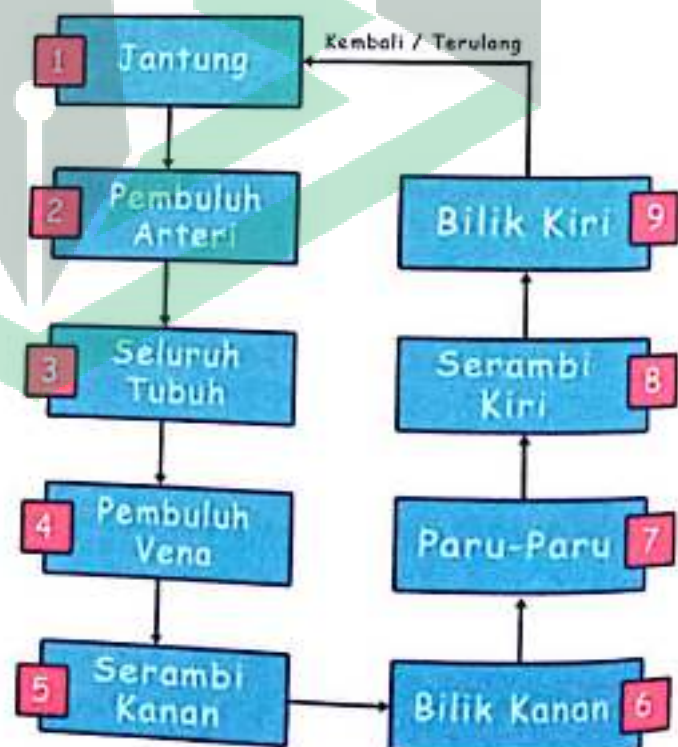 1
Jantung
2
Pembuluh
Arteri
3
Seluruh
Tubuh
4
Pembuluh
Vena
5
Serambi
Kanan
Bilik Kanan
6
Paru-Paru
7
Serambi
Kiri
8
Bilik Kiri
9
Kembali / Terulang